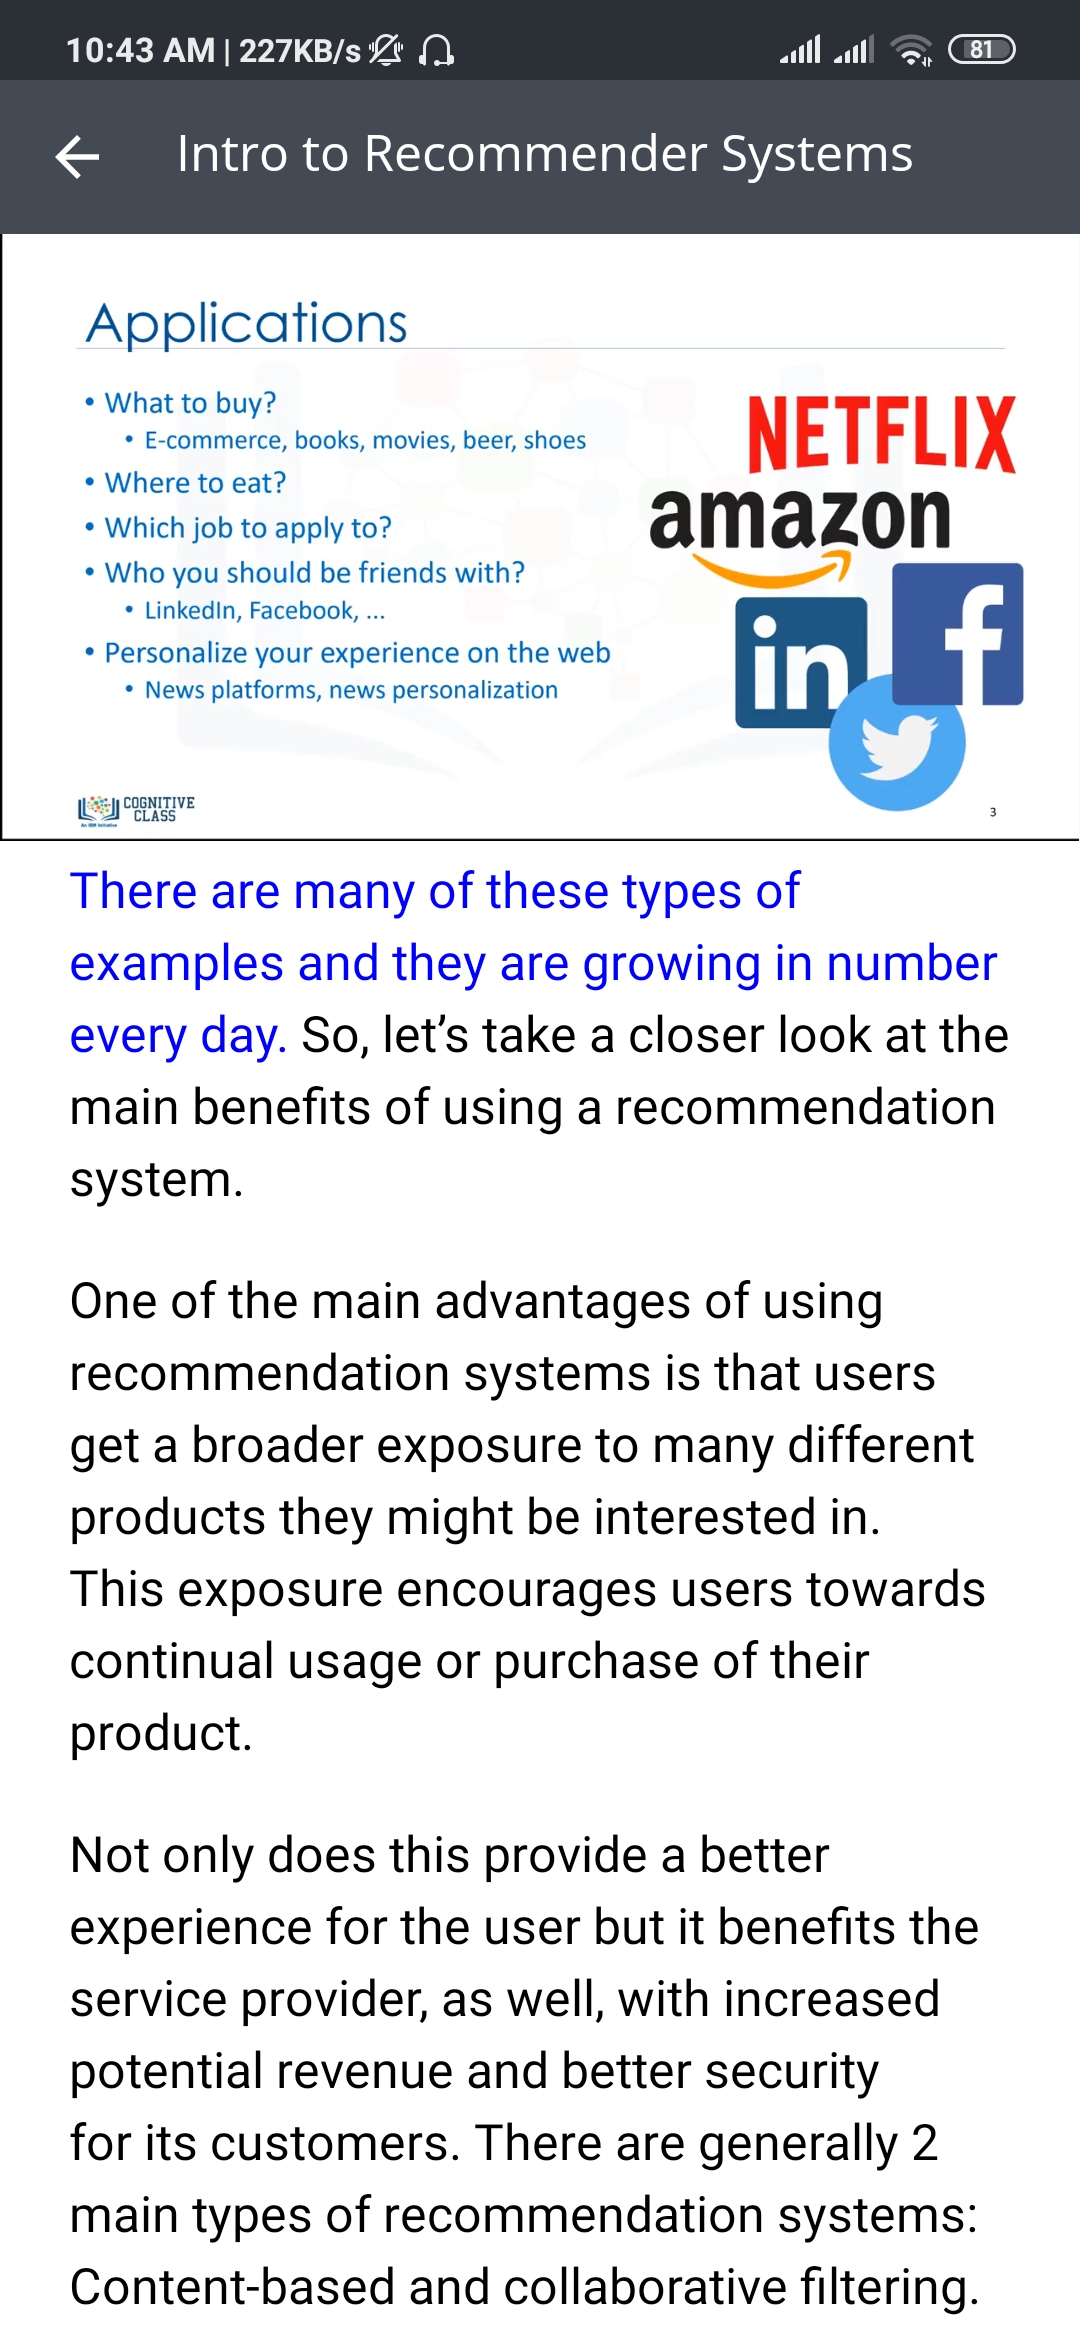 10:43 AM | 227KB/s
81
Intro to Recommender Systems
Applications
• What to buy?
• E-commerce, books, movies, beer, shoes
• Where to eat?
• Which job to apply to?
• Who you should be friends with?
• LinkedIn, Facebook, ...
• Personalize your experience on the web
• News platforms, news personalization
NETFLIX
amazon
in
f
COGNITIVE
CLASS
An IBM Initiative
3
There are many of these types of
examples and they are growing in number
every day. So, let’s take a closer look at the
main benefits of using a recommendation
system.
One of the main advantages of using
recommendation systems is that users
get a broader exposure to many different
products they might be interested in.
This exposure encourages users towards
continual usage or purchase of their
product.
Not only does this provide a better
experience for the user but it benefits the
service provider, as well, with increased
potential revenue and better security
for its customers. There are generally 2
main types of recommendation systems:
Content-based and collaborative filtering.